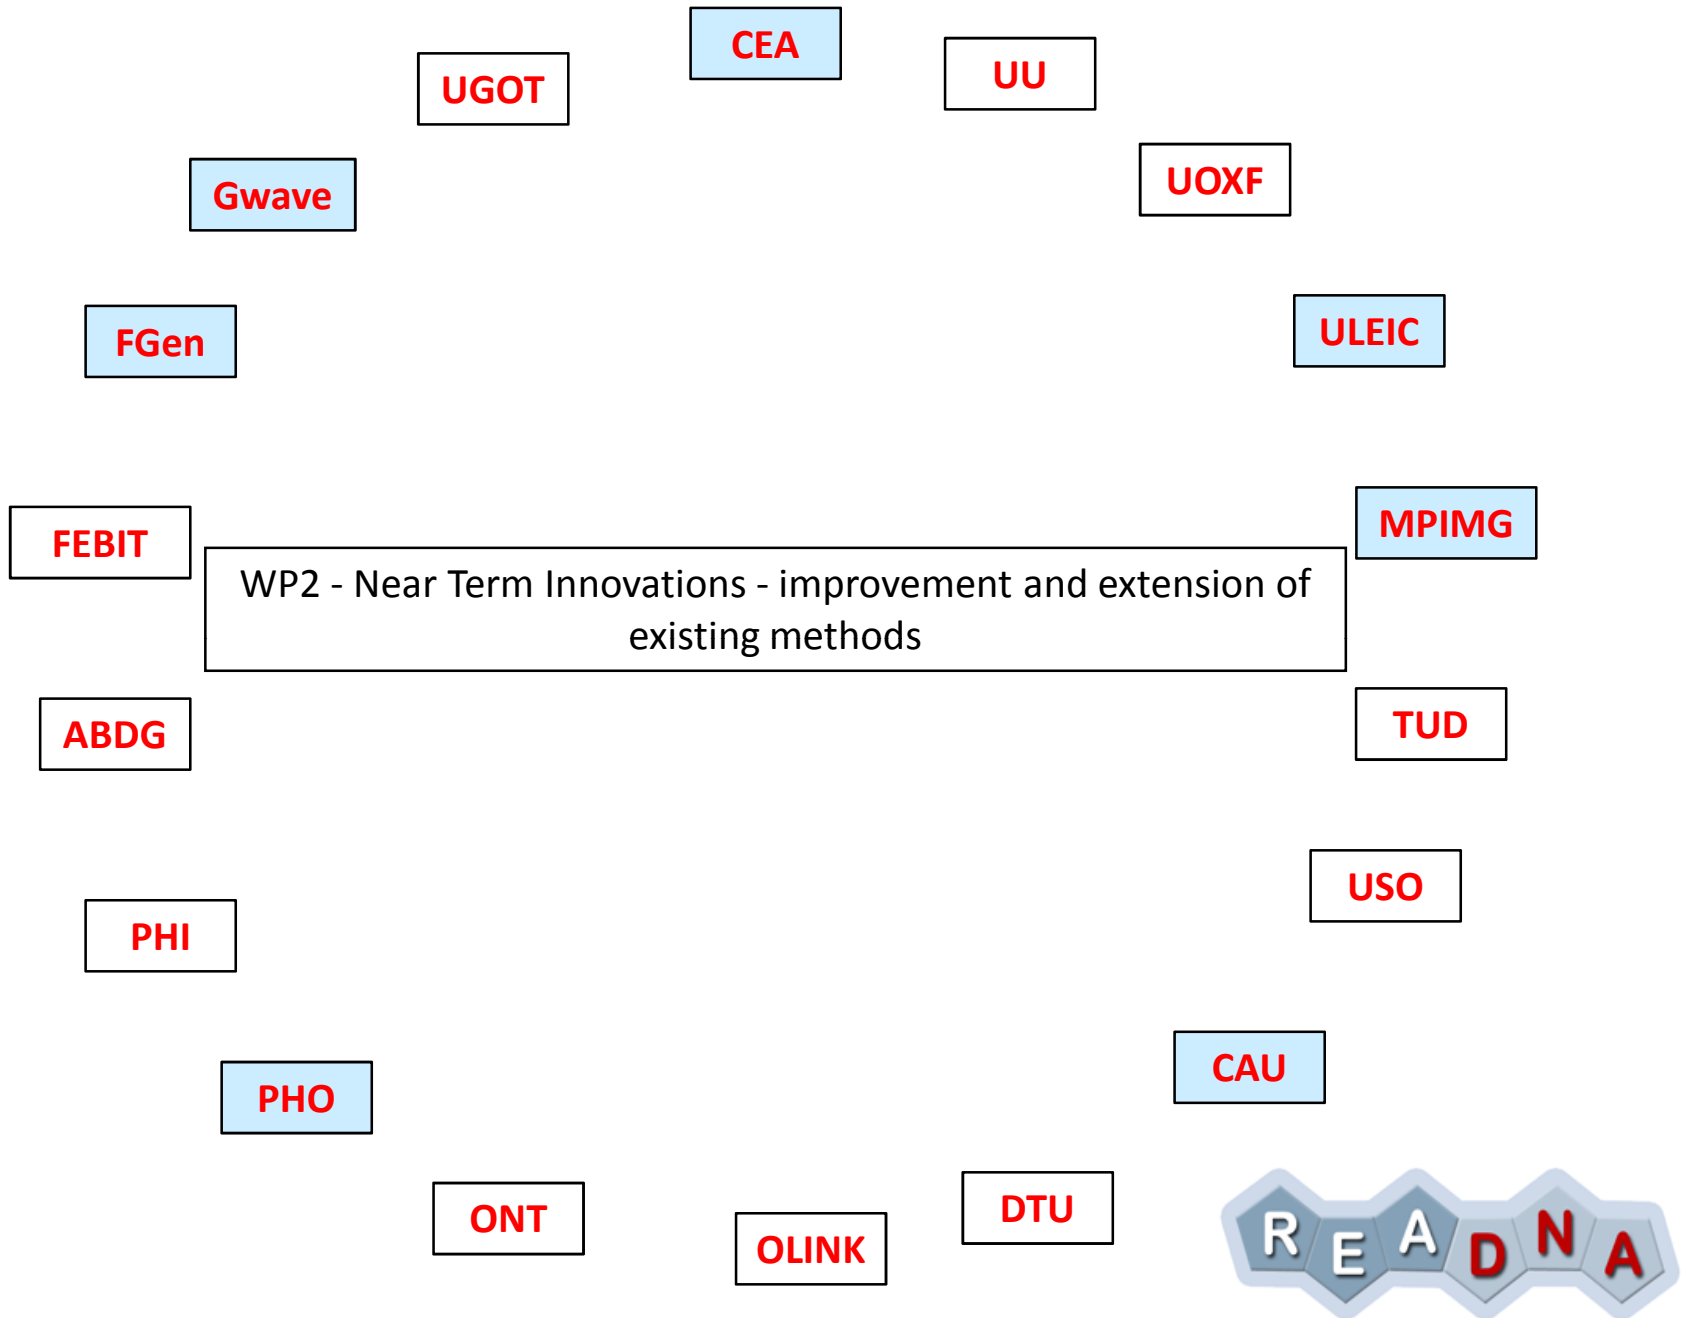 CEA
UU
UGOT
UOXF
Gwave
ULEIC
FGen
MPIMG
FEBIT
WP2 - Near Term Innovations - improvement and extension of
existing methods
TUD
ABDG
USO
PHI
CAU
PHO
DTU
ONT
OLINK
READNA